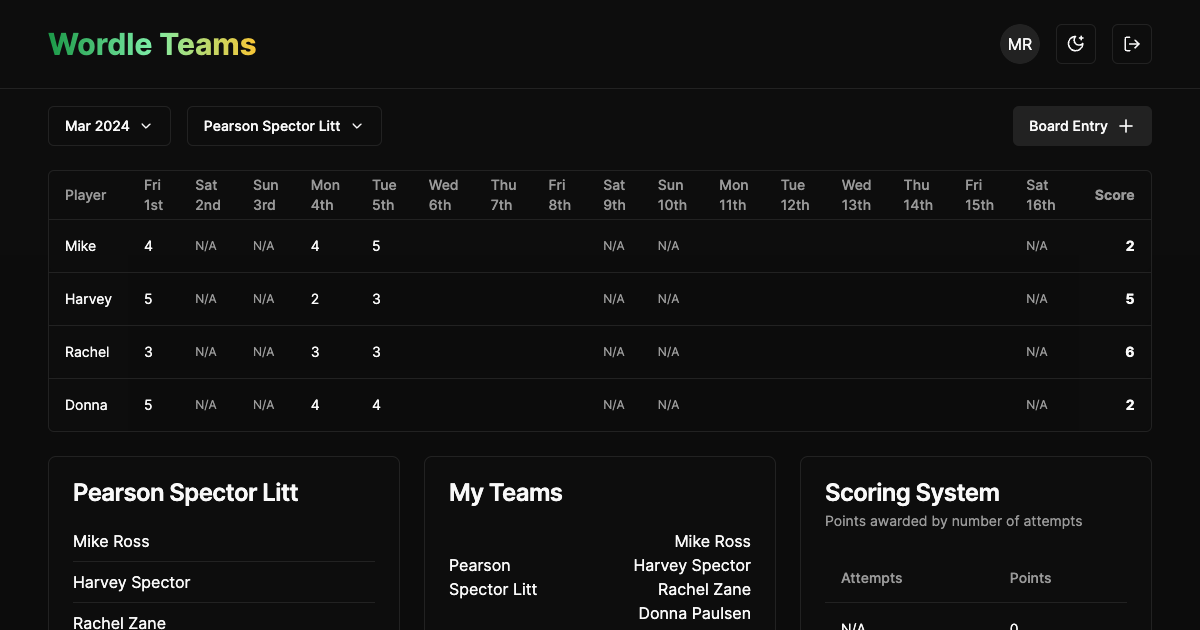 Wordle Teams
MR
Mar 2024
Pearson Spector Litt
Board Entry
Player Fri 1st Sat 2nd Sun 3rd Mon 4th Tue 5th Wed 6th Thu 7th Fri 8th Sat 9th Sun 10th Mon 11th Tue 12th Wed 13th Thu 14th Fri 15th Sat 16th Score
Mike 4 N/A N/A 4 5 N/A N/A N/A 2
Harvey 5 N/A N/A 2 3 N/A N/A N/A 5
Rachel 3 N/A N/A 3 3 N/A N/A N/A 6
Donna 5 N/A N/A 4 4 N/A N/A N/A 2
Pearson Spector Litt
Mike Ross
Harvey Spector
Rachel Zane
My Teams
Pearson
Spector Litt
Mike Ross
Harvey Spector
Rachel Zane
Donna Paulsen
Scoring System
Points awarded by number of attempts
Attempts Points
N/A 0